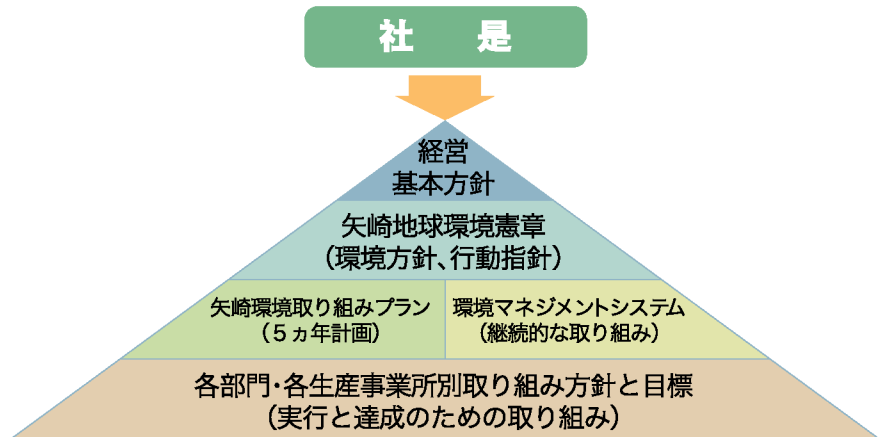 社　是
経営
基本方針
矢崎地球環境憲章
（環境方針、行動指針）
矢崎環境取り組みプラン
（５ヵ年計画）
環境マネジメントシステム
（継続的な取り組み）
各部門・各生産事業所別取り組み方針と目標
（実行と達成のための取り組み）